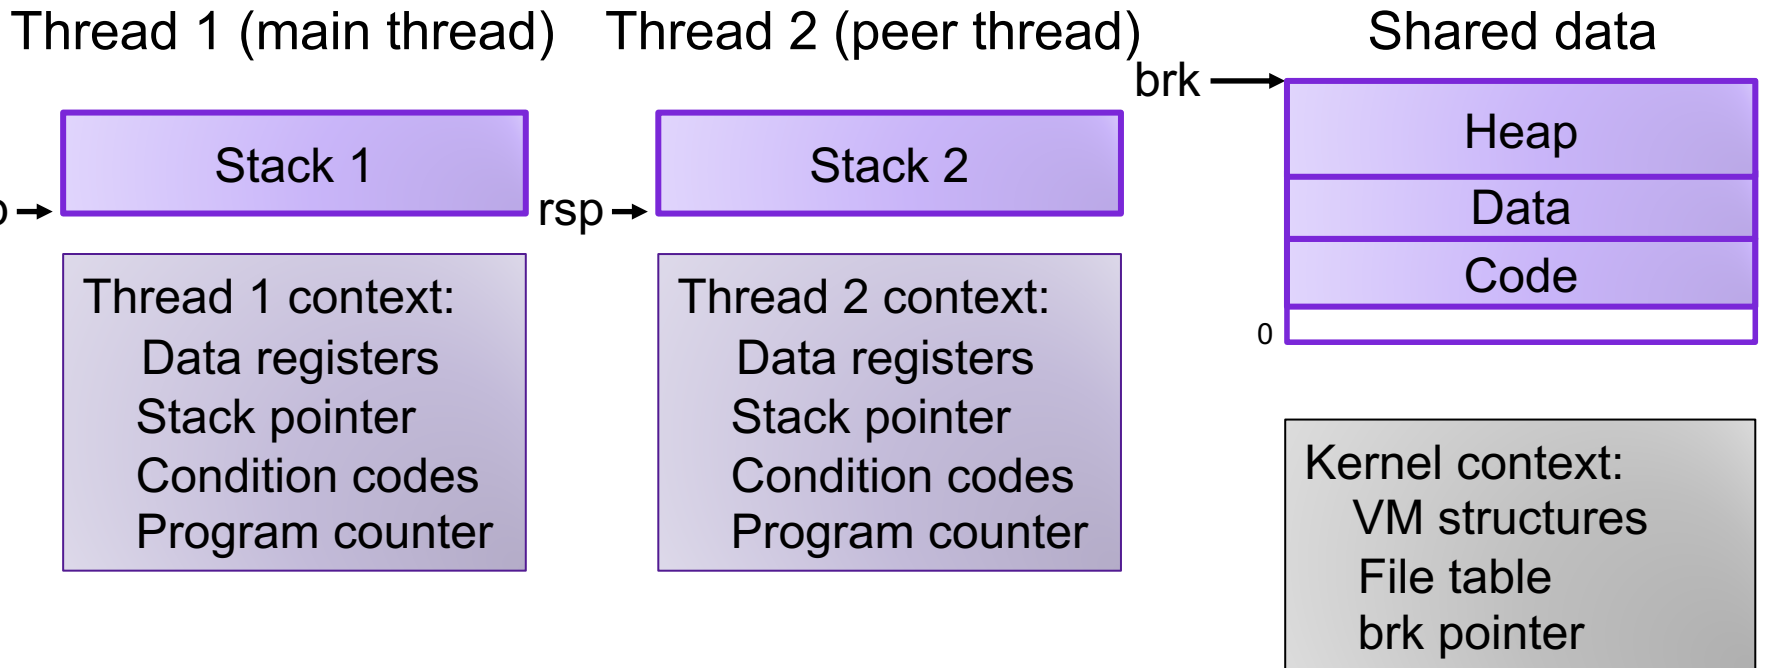 Thread 1 (main thread)
Thread 2 (peer thread)
Shared data
brk
Stack 1
rsp
Stack 2
Heap
Data
Code
0
Thread 1 context:
Data registers
Stack pointer
Condition codes
Program counter
Thread 2 context:
Data registers
Stack pointer
Condition codes
Program counter
Kernel context:
VM structures
File table
brk pointer